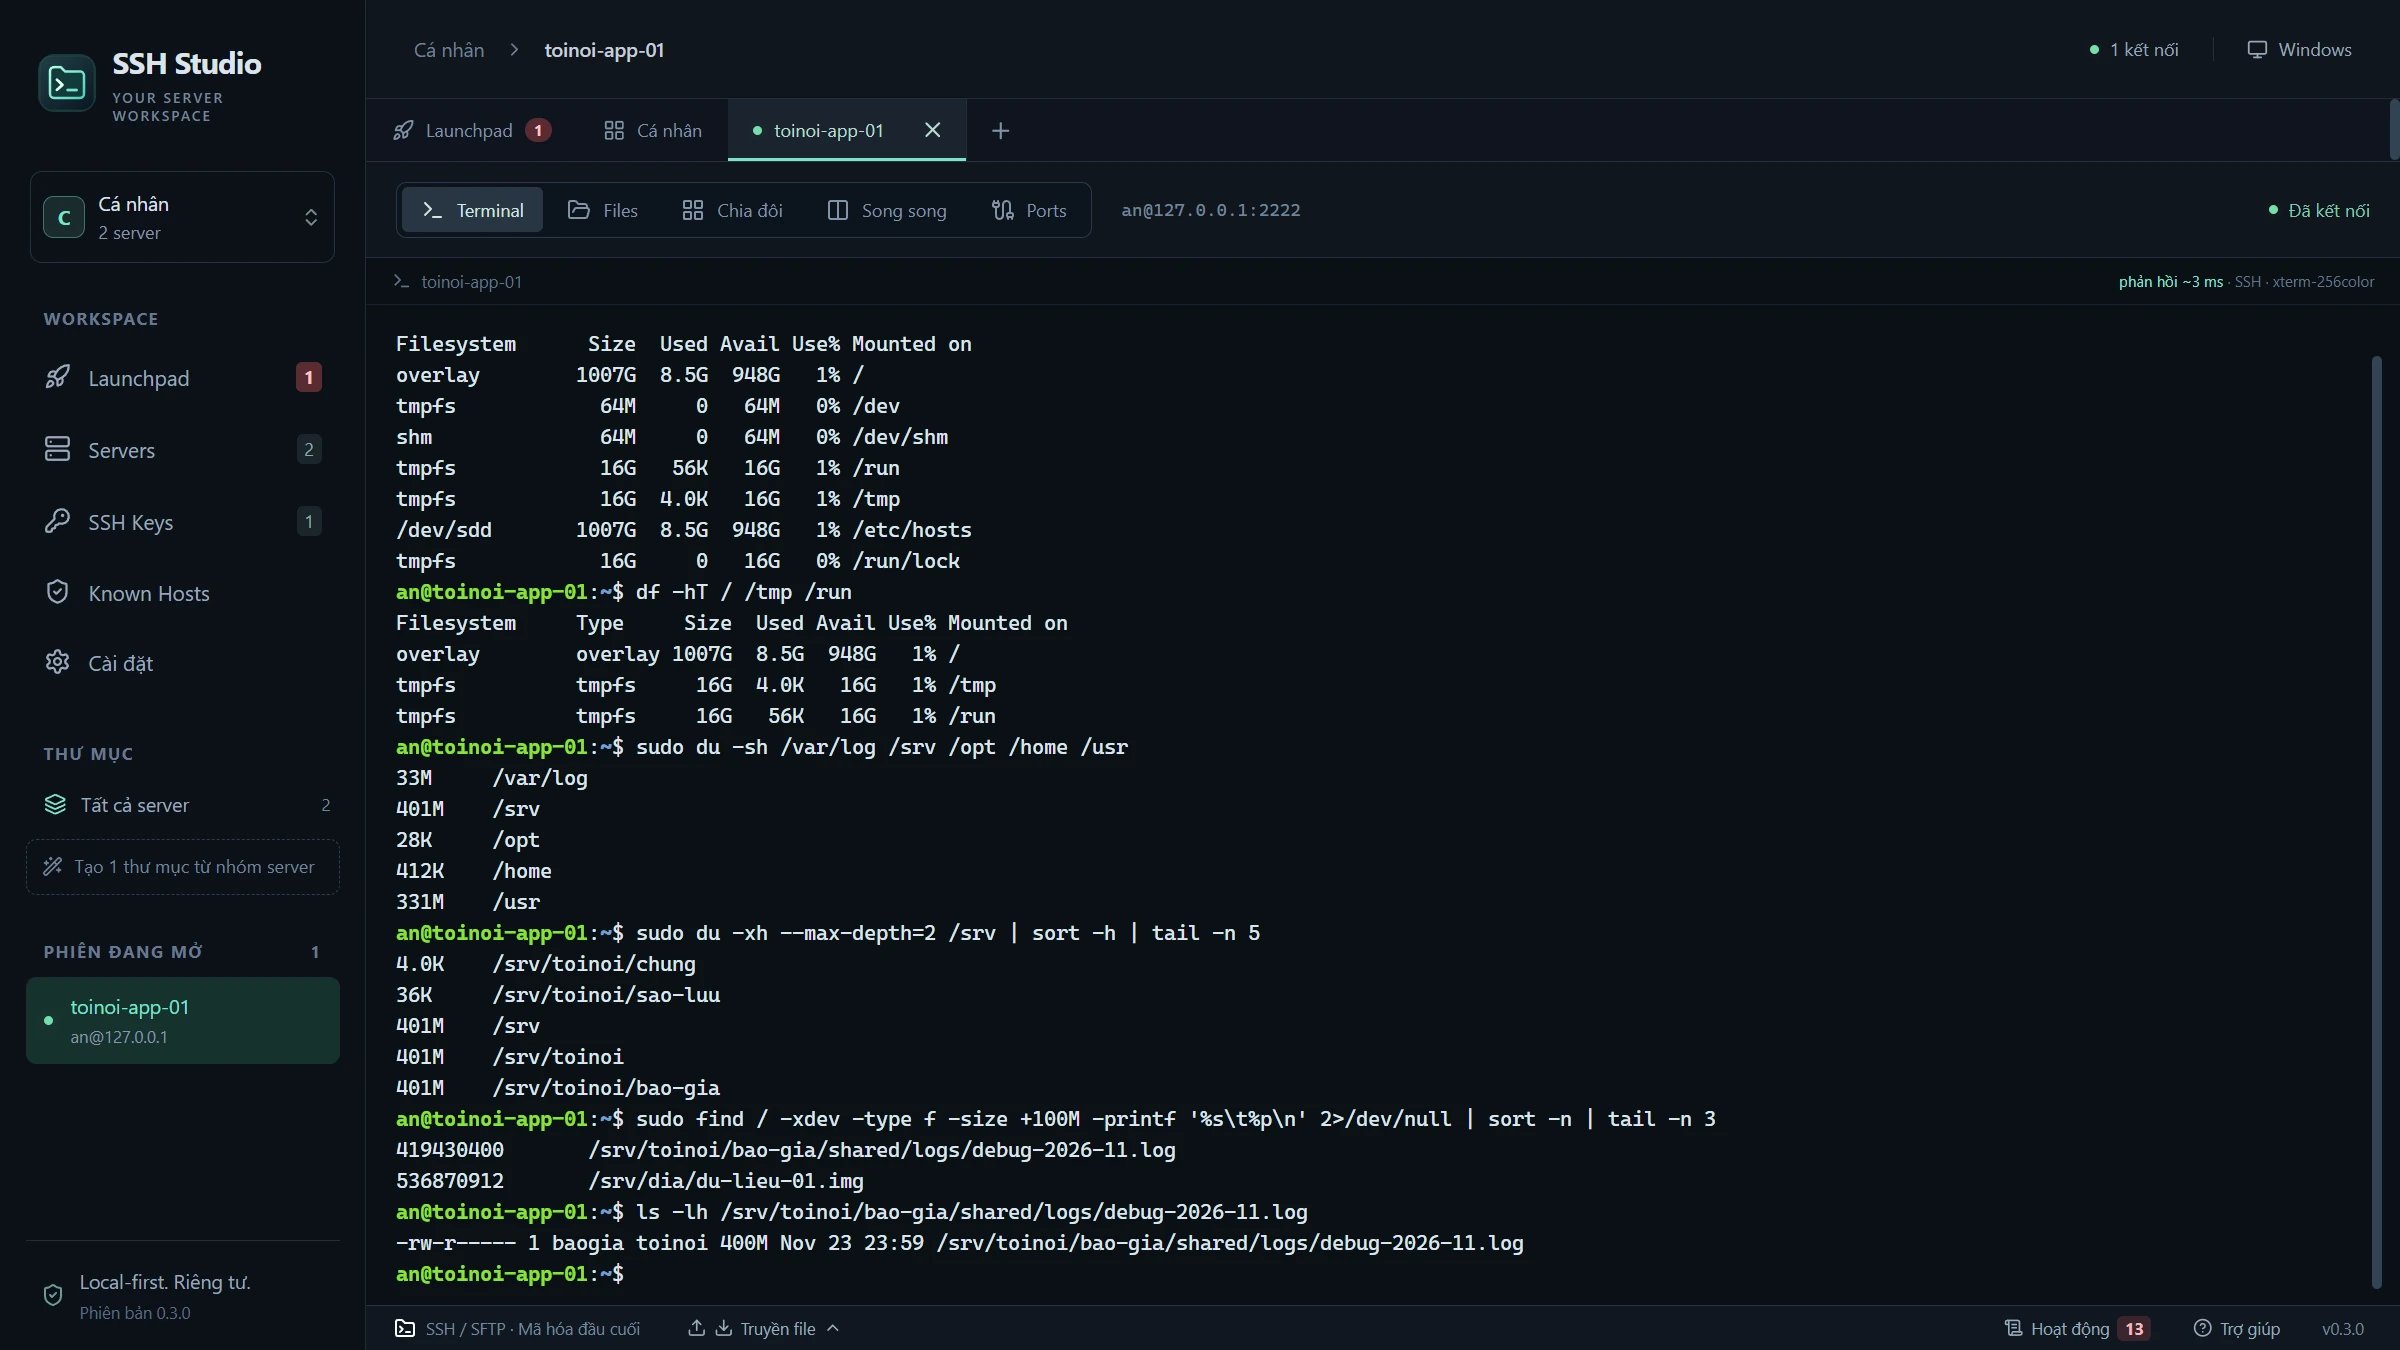 SSH Studio
YOUR SERVER
WORKSPACE
C
Cá nhân
2 server
WORKSPACE
Launchpad 1
Servers 2
SSH Keys 1
Known Hosts
Cài đặt
THƯ MỤC
Tất cả server 2
Tạo 1 thư mục từ nhóm server
PHIÊN ĐANG MỞ 1
toinoi-app-01
an@127.0.0.1
Local-first. Riêng tư.
Phiên bản 0.3.0
Cá nhân > toinoi-app-01
1 kết nối
Windows
Launchpad 1
Cá nhân
toinoi-app-01
Terminal
Files
Chia đôi
Song song
Ports
an@127.0.0.1:2222
Đã kết nối
toinoi-app-01
phản hồi ~3 ms · SSH · xterm-256color
Filesystem      Size  Used Avail Use% Mounted on
overlay        1007G  8.5G  948G   1% /
tmpfs            64M     0   64M   0% /dev
shm              64M     0   64M   0% /dev/shm
tmpfs            16G   56K   16G   1% /run
tmpfs            16G  4.0K   16G   1% /tmp
/dev/sdd       1007G  8.5G  948G   1% /etc/hosts
tmpfs            16G     0   16G   0% /run/lock
an@toinoi-app-01:~$ df -hT / /tmp /run
Filesystem     Type     Size  Used Avail Use% Mounted on
overlay        overlay 1007G  8.5G  948G   1% /
tmpfs          tmpfs     16G  4.0K   16G   1% /tmp
tmpfs          tmpfs     16G   56K   16G   1% /run
an@toinoi-app-01:~$ sudo du -sh /var/log /srv /opt /home /usr
33M     /var/log
401M    /srv
28K     /opt
412K    /home
331M    /usr
an@toinoi-app-01:~$ sudo du -xh --max-depth=2 /srv | sort -h | tail -n 5
4.0K    /srv/toinoi/chung
36K     /srv/toinoi/sao-luu
401M    /srv
401M    /srv/toinoi
401M    /srv/toinoi/bao-gia
an@toinoi-app-01:~$ sudo find / -xdev -type f -size +100M -printf '%s\t%p\n' 2>/dev/null | sort -n | tail -n 3
419430400       /srv/toinoi/bao-gia/shared/logs/debug-2026-11.log
536870912       /srv/dia/du-lieu-01.img
an@toinoi-app-01:~$ ls -lh /srv/toinoi/bao-gia/shared/logs/debug-2026-11.log
-rw-r----- 1 baogia toinoi 400M Nov 23 23:59 /srv/toinoi/bao-gia/shared/logs/debug-2026-11.log
an@toinoi-app-01:~$
SSH / SFTP · Mã hóa đầu cuối
Truyền file
Hoạt động 13
Trợ giúp
v0.3.0